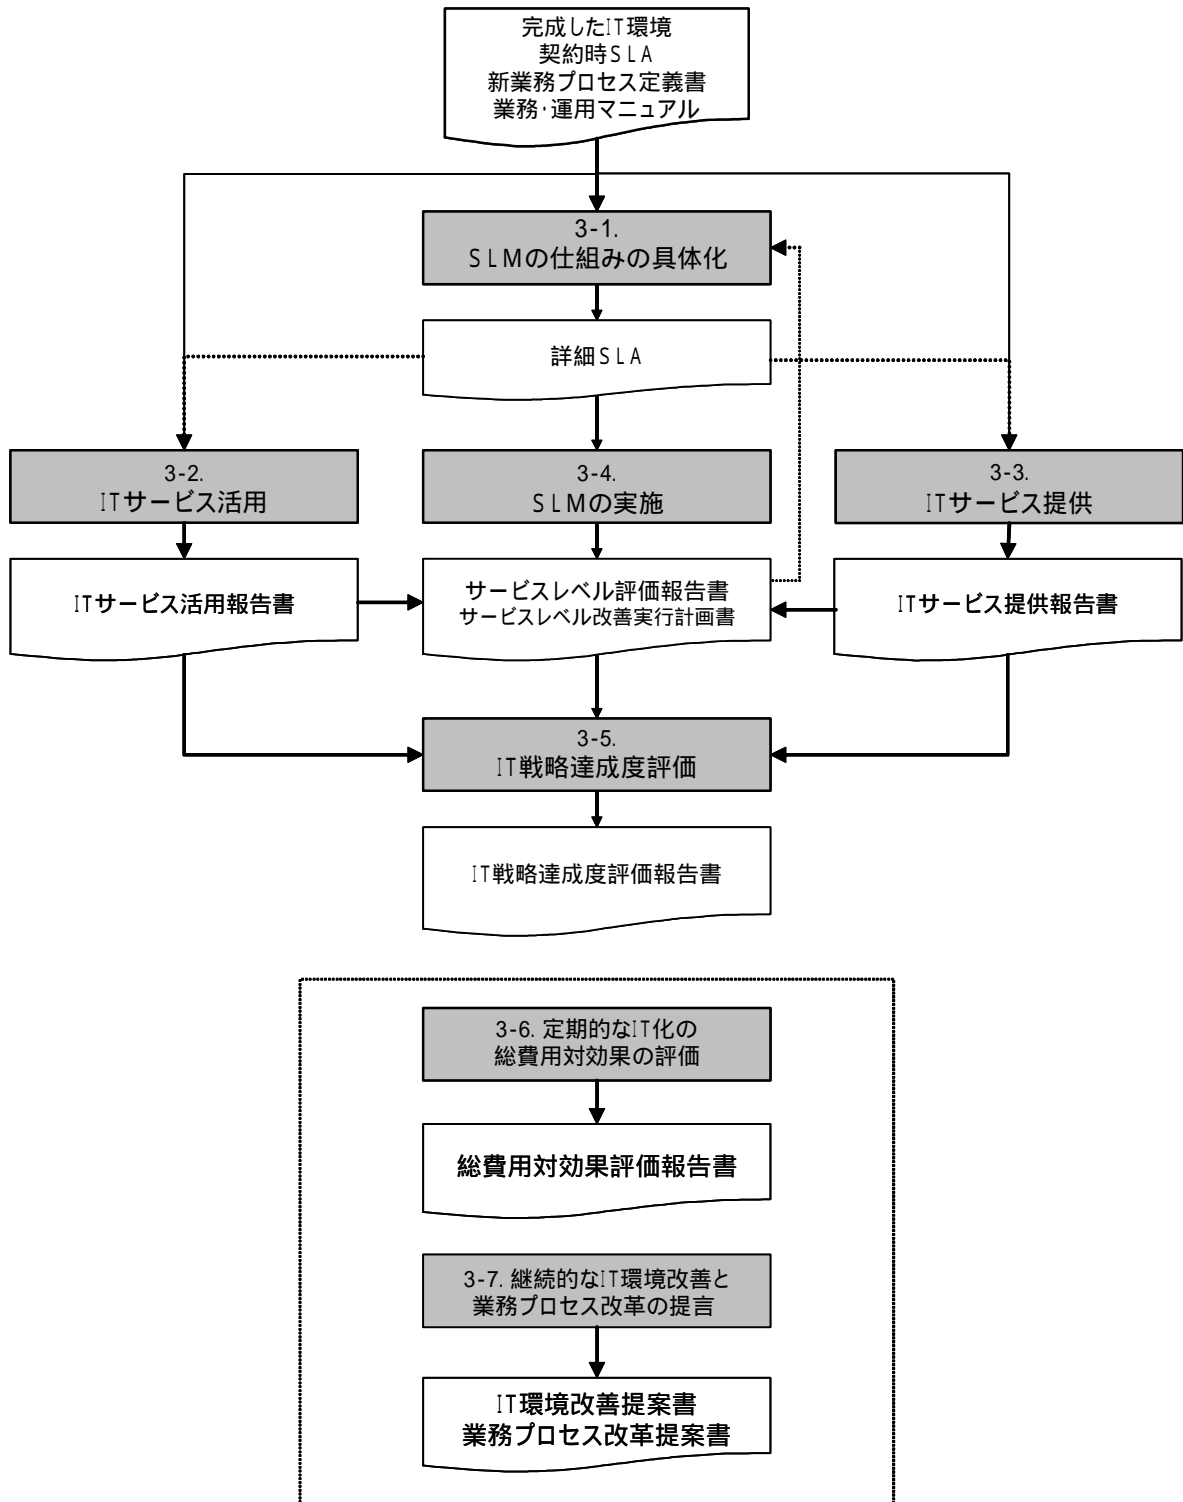 完成したIT環境
契約時SLA
新業務プロセス定義書
業務・運用マニュアル
3-1.
SLMの仕組みの具体化
詳細SLA
3-2.
ITサービス活用
3-4.
SLMの実施
3-3.
ITサービス提供
ITサービス活用報告書
サービスレベル評価報告書
サービスレベル改善実行計画書
ITサービス提供報告書
3-5.
IT戦略達成度評価
IT戦略達成度評価報告書
3-6. 定期的なIT化の
総費用対効果の評価
総費用対効果評価報告書
3-7. 継続的なIT環境改善と
業務プロセス改革の提言
IT環境改善提案書
業務プロセス改革提案書